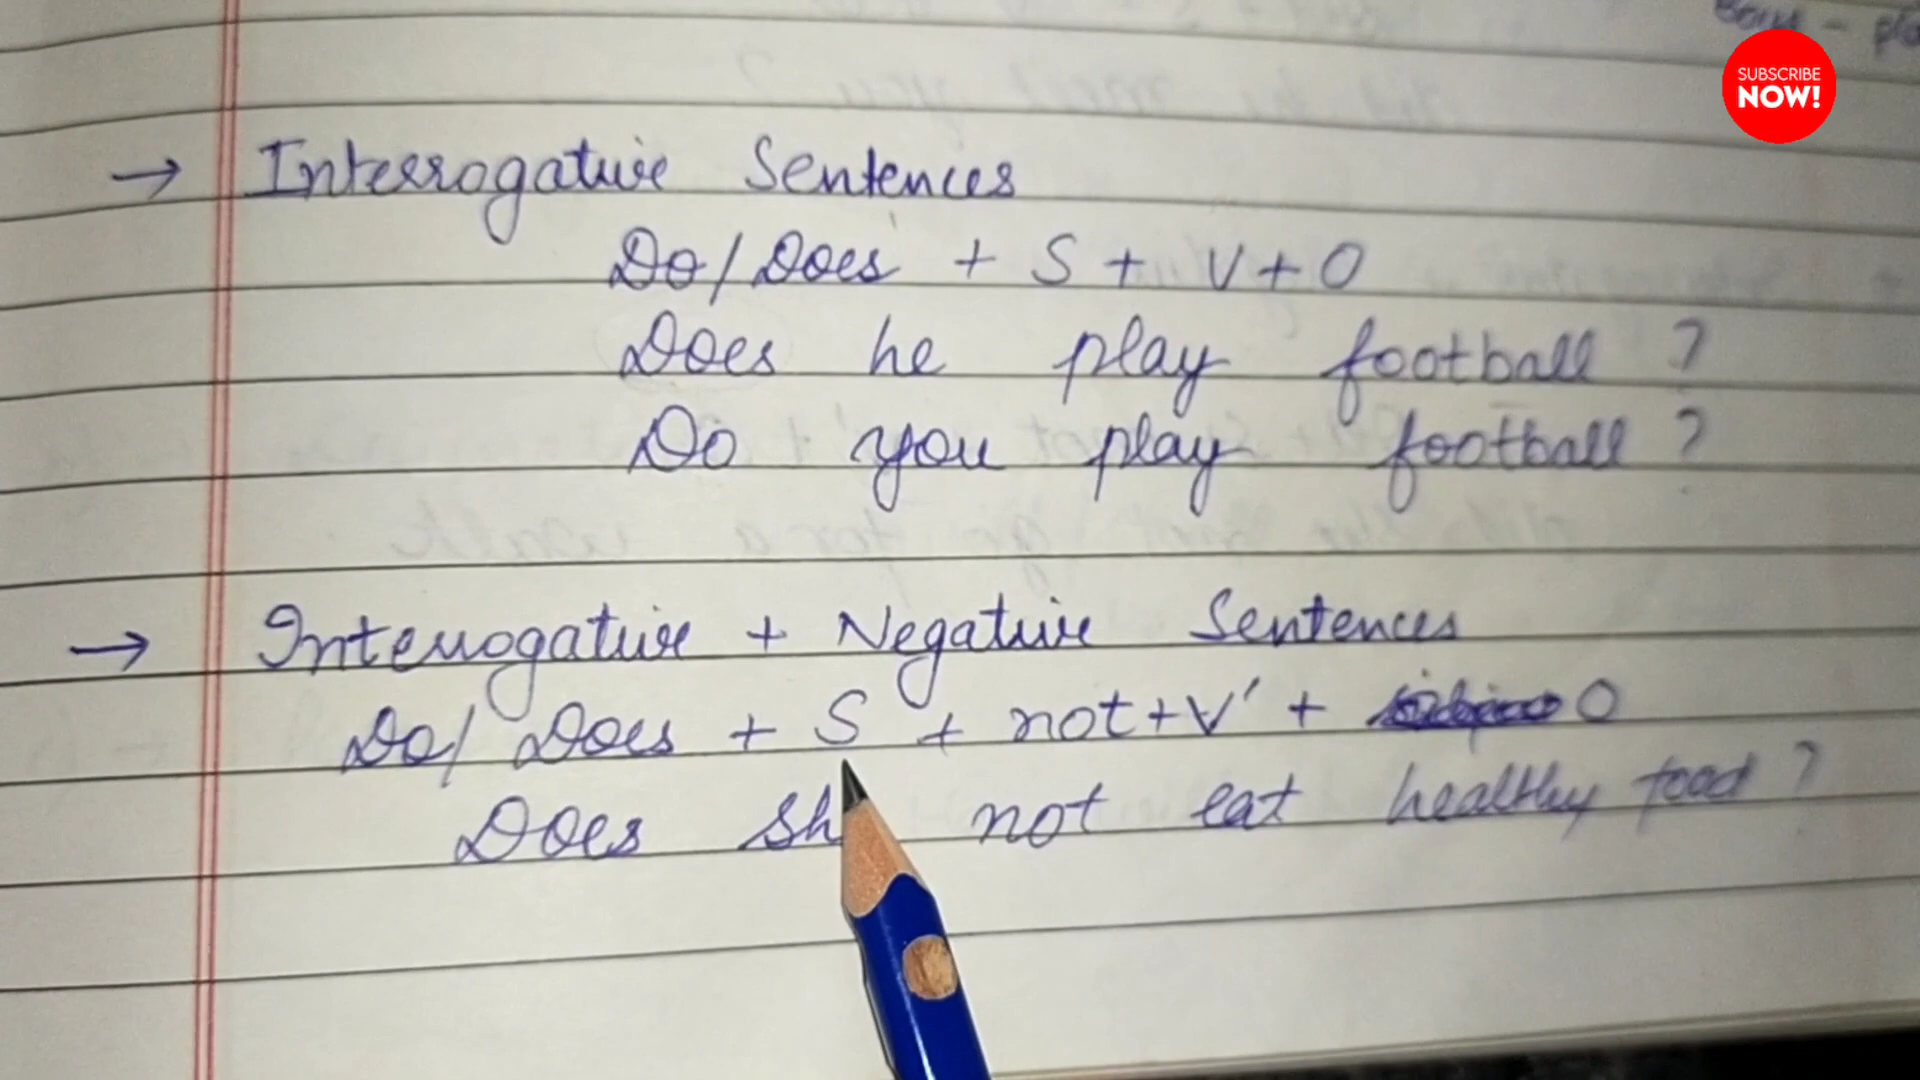 SUBSCRIBE
NOW!
→ Interrogative Sentences
Do/Does + S + V + O
Does he play football ?
Do you play football ?
→ Interrogative + Negative Sentences
Do/ Does + S + not + V' + O
Does sh not eat healthy food ?